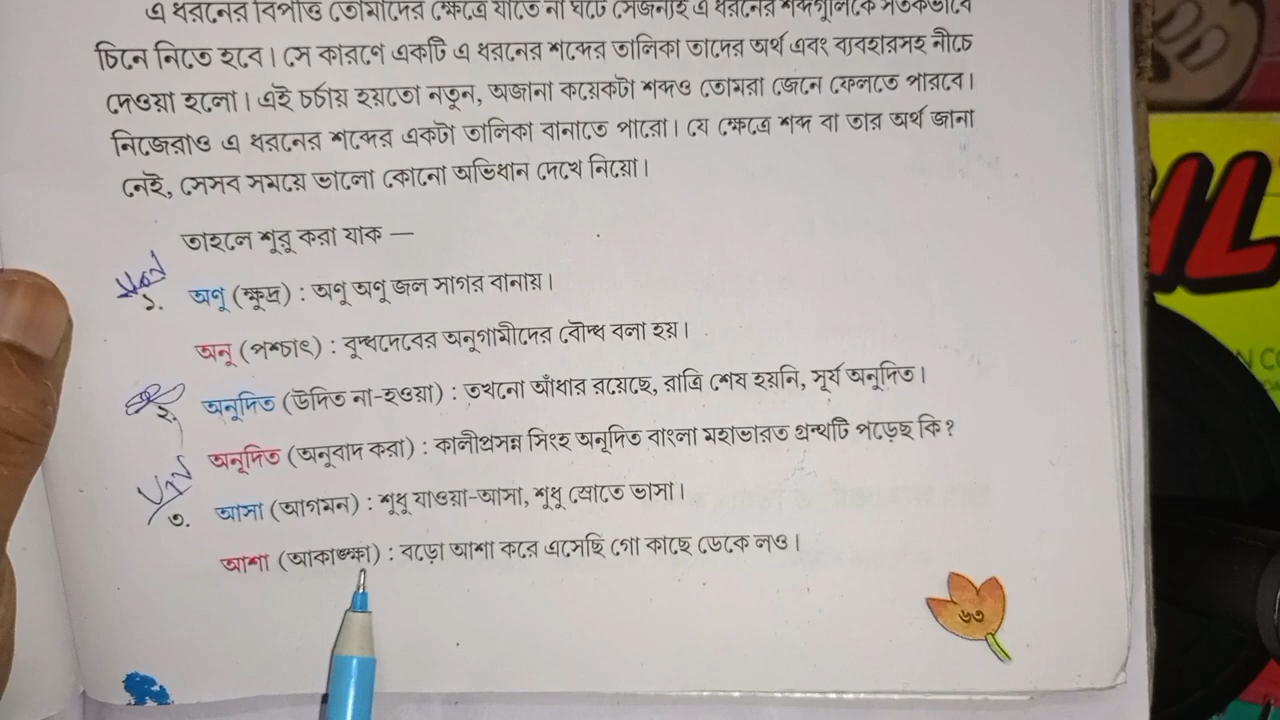 এ ধরনের বিপত্তি তোমাদের ক্ষেত্রে যাতে না ঘটে সেজন্যই এ ধরনের শব্দগুলিকে সতর্কভাবে
চিনে নিতে হবে। সে কারণে একটি এ ধরনের শব্দের তালিকা তাদের অর্থ এবং ব্যবহারসহ নীচে
দেওয়া হলো। এই চর্চায় হয়তো নতুন, অজানা কয়েকটা শব্দও তোমরা জেনে ফেলতে পারবে।
নিজেরাও এ ধরনের শব্দের একটা তালিকা বানাতে পারো। যে ক্ষেত্রে শব্দ বা তার অর্থ জানা
নেই, সেসব সময়ে ভালো কোনো অভিধান দেখে নিয়ো।
তাহলে শুরু করা যাক —
১. অণু (ক্ষুদ্র) : অণু অণু জল সাগর বানায়।
অনু (পশ্চাৎ) : বুদ্ধদেবের অনুগামীদের বৌদ্ধ বলা হয়।
২. অনুদিত (উদিত না-হওয়া) : তখনো আঁধার রয়েছে, রাত্রি শেষ হয়নি, সূর্য অনুদিত।
অনূদিত (অনুবাদ করা) : কালীপ্রসন্ন সিংহ অনূদিত বাংলা মহাভারত গ্রন্থটি পড়েছ কি?
৩. আসা (আগমন) : শুধু যাওয়া-আসা, শুধু স্রোতে ভাসা।
আশা (আকাঙ্ক্ষা) : বড়ো আশা করে এসেছি গো কাছে ডেকে লও।
৬৩